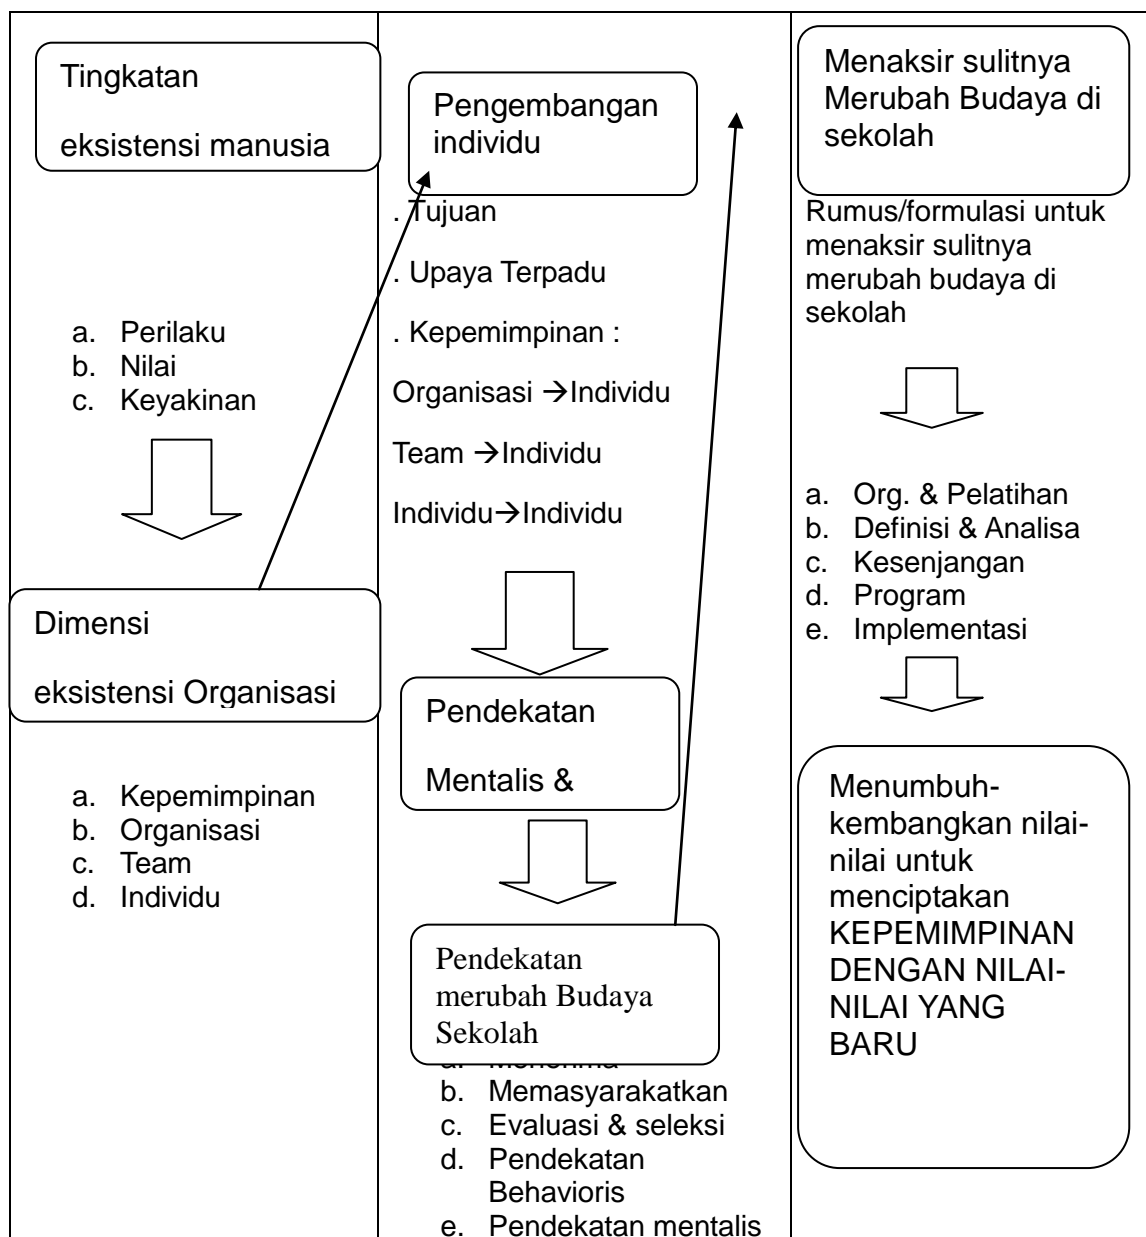 Tingkatan
eksistensi manusia
a. Perilaku
b. Nilai
c. Keyakinan
Dimensi
eksistensi Organisasi
a. Kepemimpinan
b. Organisasi
c. Team
d. Individu
Pengembangan
individu
. Tujuan
. Upaya Terpadu
. Kepemimpinan :
Organisasi →Individu
Team →Individu
Individu→Individu
Pendekatan
Mentalis &
Pendekatan
merubah Budaya
Sekolah
a.
b. Memasyarakatkan
c. Evaluasi & seleksi
d. Pendekatan
Behavioris
e. Pendekatan mentalis
Menaksir sulitnya
Merubah Budaya di
sekolah
Rumus/formulasi untuk
menaksir sulitnya
merubah budaya di
sekolah
a. Org. & Pelatihan
b. Definisi & Analisa
c. Kesenjangan
d. Program
e. Implementasi
Menumbuh-
kembangkan nilai-
nilai untuk
menciptakan
KEPEMIMPINAN
DENGAN NILAI-
NILAI YANG
BARU